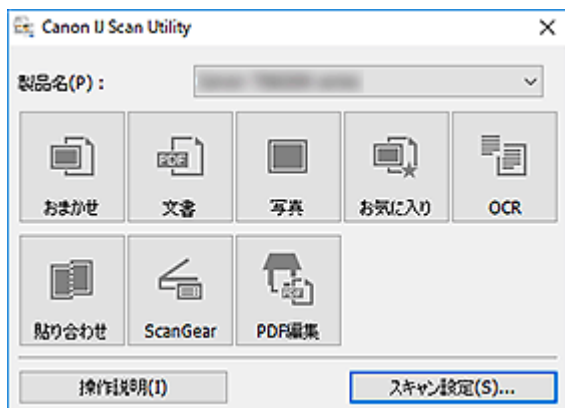 Canon IJ Scan Utility
製品名(P) :
PDF
おまかせ 文書 写真 お気に入り OCR
PDF
貼り合わせ ScanGear PDF編集
操作説明(I) スキャン設定(S)...